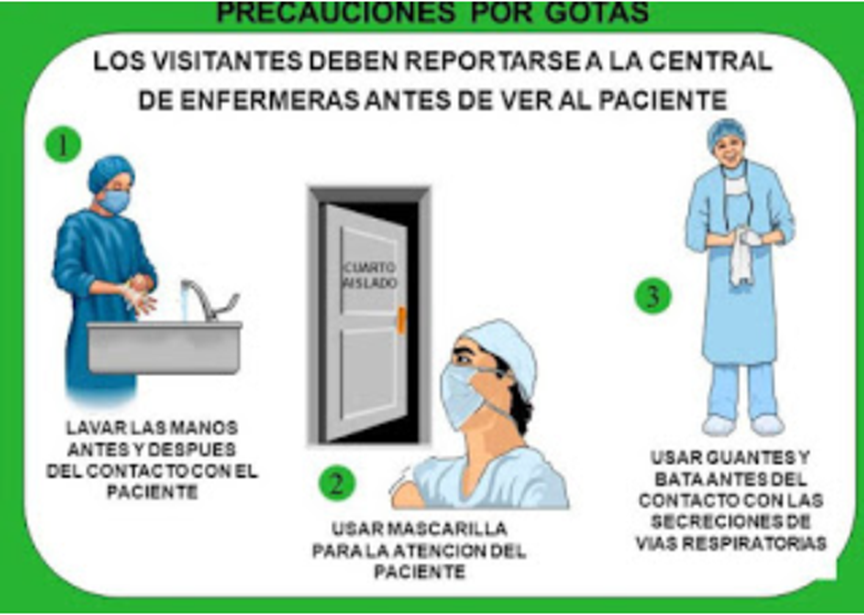 PRECAUCIONES POR GOTAS
LOS VISITANTES DEBEN REPORTARSE A LA CENTRAL
DE ENFERMERAS ANTES DE VER AL PACIENTE
1
LAVAR LAS MANOS
ANTES Y DESPUES
DEL CONTACTO CON EL
PACIENTE
CUARTO
AISLADO
2
USAR MASCARILLA
PARA LA ATENCION DEL
PACIENTE
3
USAR GUANTES Y
BATA ANTES DEL
CONTACTO CON LAS
SECRECIONES DE
VIAS RESPIRATORIAS